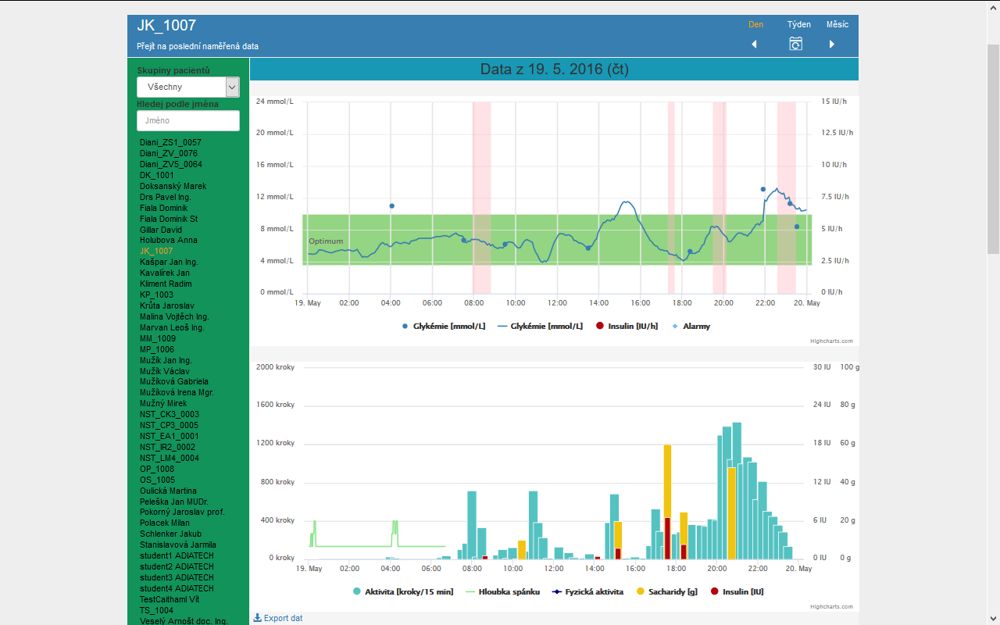 JK_1007
Den Týden Měsíc
Přejít na poslední naměřená data
Skupiny pacientů
Všechny
Hledej podle jména
Jméno
Diani_ZS1_0057
Diani_ZV_0076
Diani_ZV5_0064
DK_1001
Doksanský Marek
Drs Pavel Ing.
Fiala Dominik
Fiala Dominik St
Gillar David
Holubova Anna
JK_1007
Kašpar Jan Ing.
Kavalírek Jan
Kliment Radim
KP_1003
Krůta Jaroslav
Malina Vojtěch Ing.
Marvan Leoš Ing.
MM_1009
MP_1006
Mužík Jan Ing.
Mužík Václav
Mužíková Gabriela
Mužíková Irena Mgr.
Mužný Mirek
NST_CK3_0003
NST_CP3_0005
NST_EA1_0001
NST_IR2_0002
NST_LM4_0004
OP_1008
OS_1005
Oulická Martina
Peleška Jan MUDr.
Pokorný Jaroslav prof.
Polacek Milan
Schlenker Jakub
Stanislavová Jarmila
student1 ADIATECH
student2 ADIATECH
student3 ADIATECH
student4 ADIATECH
TestCaithaml Vít
TS_1004
Veselý Arnošt doc. Ing.
Data z 19. 5. 2016 (čt)
24 mmol/L 15 IU/h
20 mmol/L 12.5 IU/h
16 mmol/L 10 IU/h
12 mmol/L 7.5 IU/h
8 mmol/L 5 IU/h
Optimum
4 mmol/L 2.5 IU/h
0 mmol/L 0 IU/h
19. May 02:00 04:00 06:00 08:00 10:00 12:00 14:00 16:00 18:00 20:00 22:00 20. May
Glykémie [mmol/L] Glykémie [mmol/L] Insulin [IU/h] Alarmy
Highcharts.com
2000 kroky 30 IU 100 g
1600 kroky 24 IU 80 g
1200 kroky 18 IU 60 g
800 kroky 12 IU 40 g
400 kroky 6 IU 20 g
0 kroky 0 IU 0 g
19. May 02:00 04:00 06:00 08:00 10:00 12:00 14:00 16:00 18:00 20:00 22:00 20. May
Aktivita [kroky/15 min] Hloubka spánku Fyzická aktivita Sacharidy [g] Insulin [IU]
Highcharts.com
Export dat